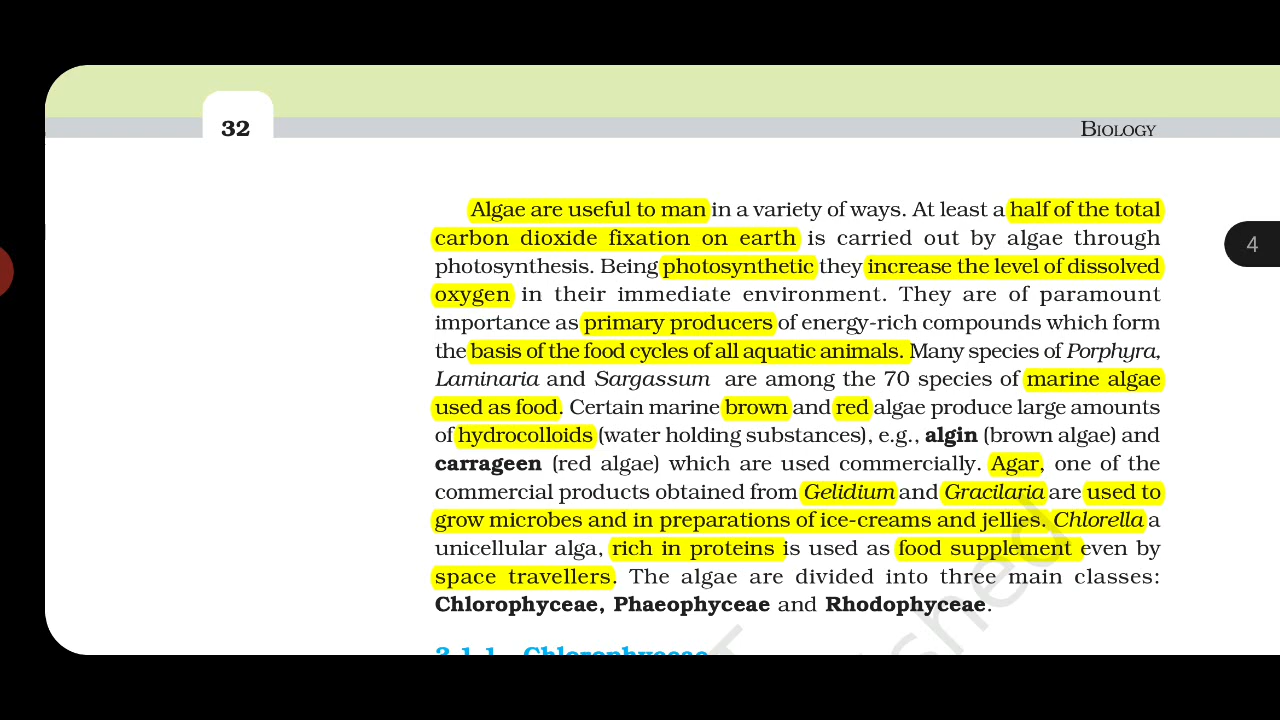 32
BIOLOGY
4
Algae are useful to man in a variety of ways. At least a half of the total
carbon dioxide fixation on earth is carried out by algae through
photosynthesis. Being photosynthetic they increase the level of dissolved
oxygen in their immediate environment. They are of paramount
importance as primary producers of energy-rich compounds which form
the basis of the food cycles of all aquatic animals. Many species of Porphyra,
Laminaria and Sargassum are among the 70 species of marine algae
used as food. Certain marine brown and red algae produce large amounts
of hydrocolloids (water holding substances), e.g., algin (brown algae) and
carrageen (red algae) which are used commercially. Agar, one of the
commercial products obtained from Gelidium and Gracilaria are used to
grow microbes and in preparations of ice-creams and jellies. Chlorella a
unicellular alga, rich in proteins is used as food supplement even by
space travellers. The algae are divided into three main classes:
Chlorophyceae, Phaeophyceae and Rhodophyceae.
3.1.1 Chlorophyceae